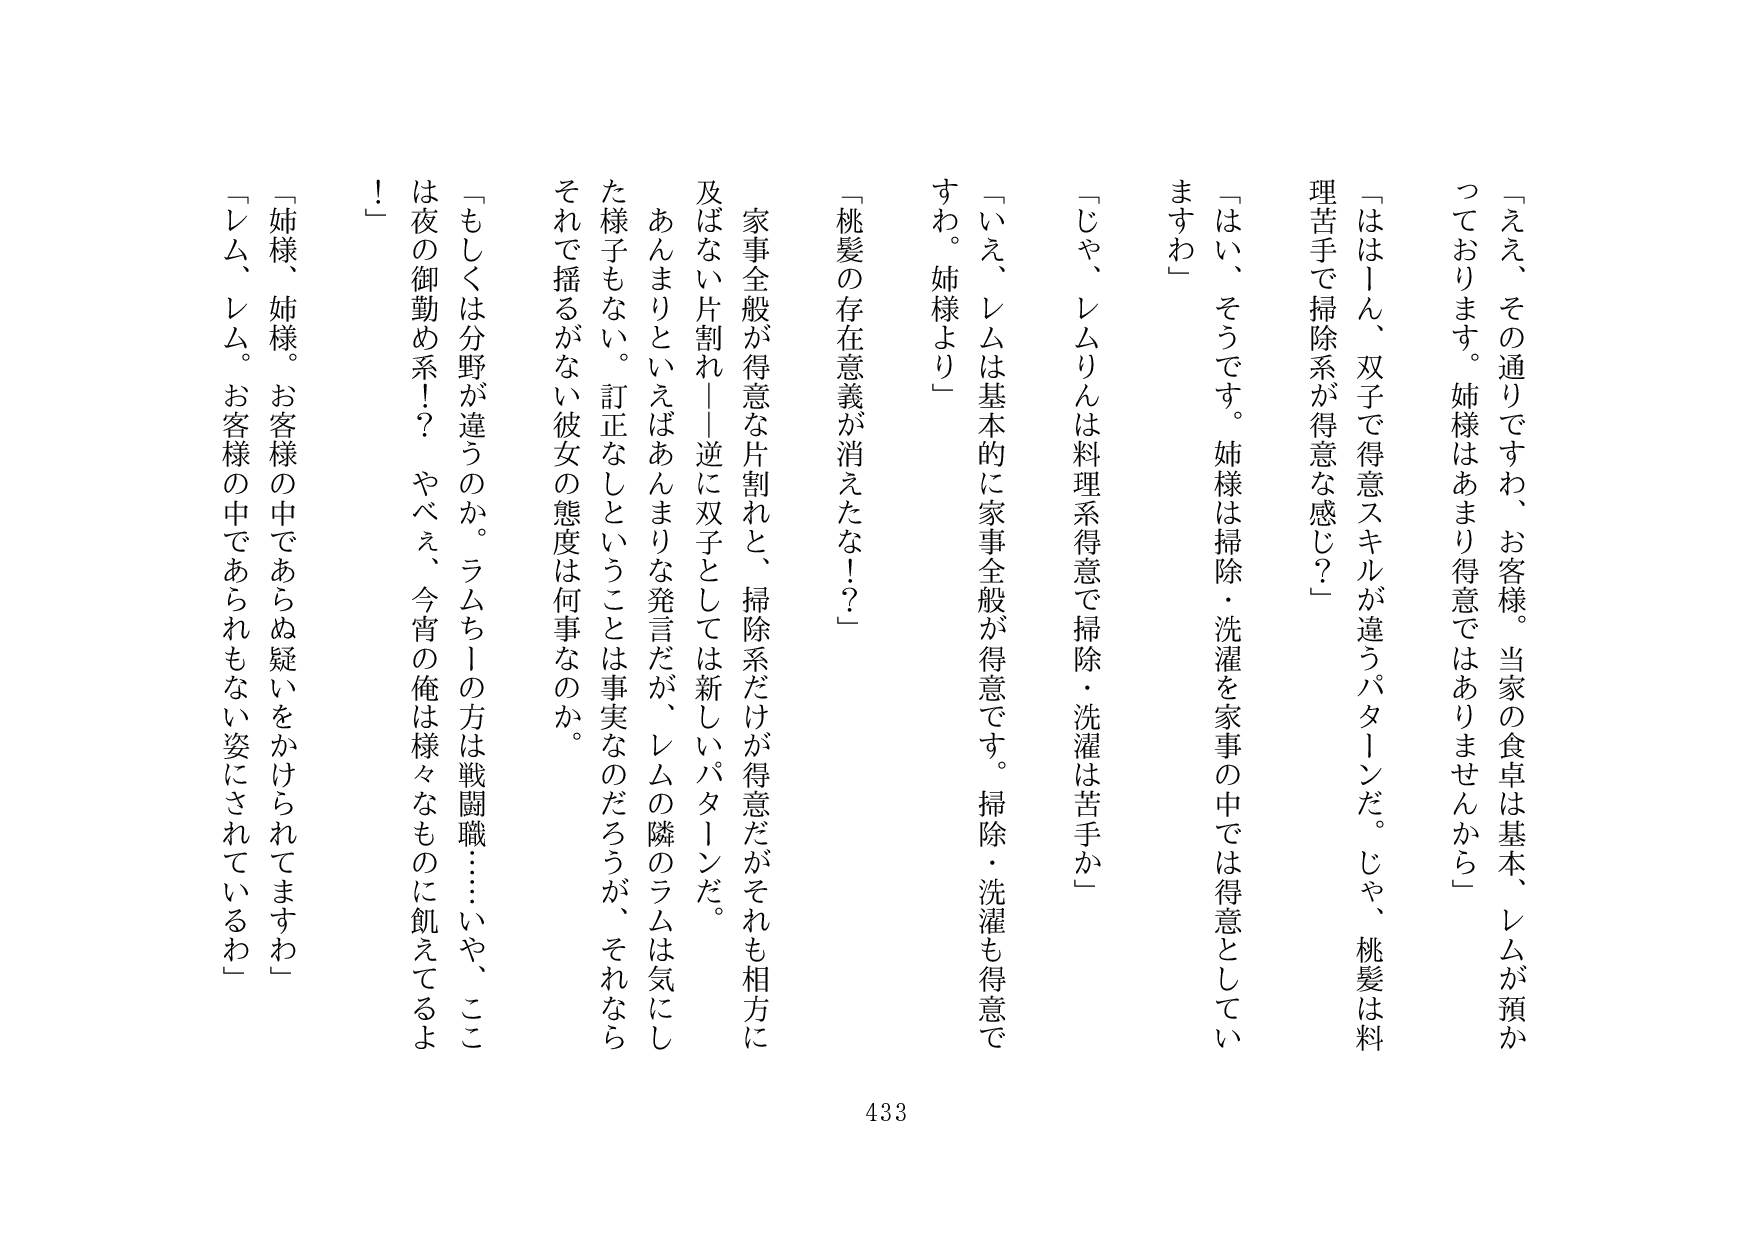 「ええ、その通りですわ、お客様。当家の食卓は基本、レムが預か
っております。姉様はあまり得意ではありませんから」
「ははーん、双子で得意スキルが違うパターンだ。じゃ、桃髪は料
理苦手で掃除系が得意な感じ？」
「はい、そうです。姉様は掃除・洗濯を家事の中では得意としてい
ますわ」
「じゃ、レムりんは料理系得意で掃除・洗濯は苦手か」
「いえ、レムは基本的に家事全般が得意です。掃除・洗濯も得意で
すわ。姉様より」
「桃髪の存在意義が消えたな！？」
　家事全般が得意な片割れと、掃除系だけが得意だがそれも相方に
及ばない片割れ――逆に双子としては新しいパターンだ。
　あんまりといえばあんまりな発言だが、レムの隣のラムは気にし
た様子もない。訂正なしということは事実なのだろうが、それなら
それで揺るがない彼女の態度は何事なのか。
「もしくは分野が違うのか。ラムちーの方は戦闘職……いや、ここ
は夜の御勤め系！？　やべぇ、今宵の俺は様々なものに飢えてるよ
！」
「姉様、姉様。お客様の中であらぬ疑いをかけられてますわ」
「レム、レム。お客様の中であられもない姿にされているわ」
433